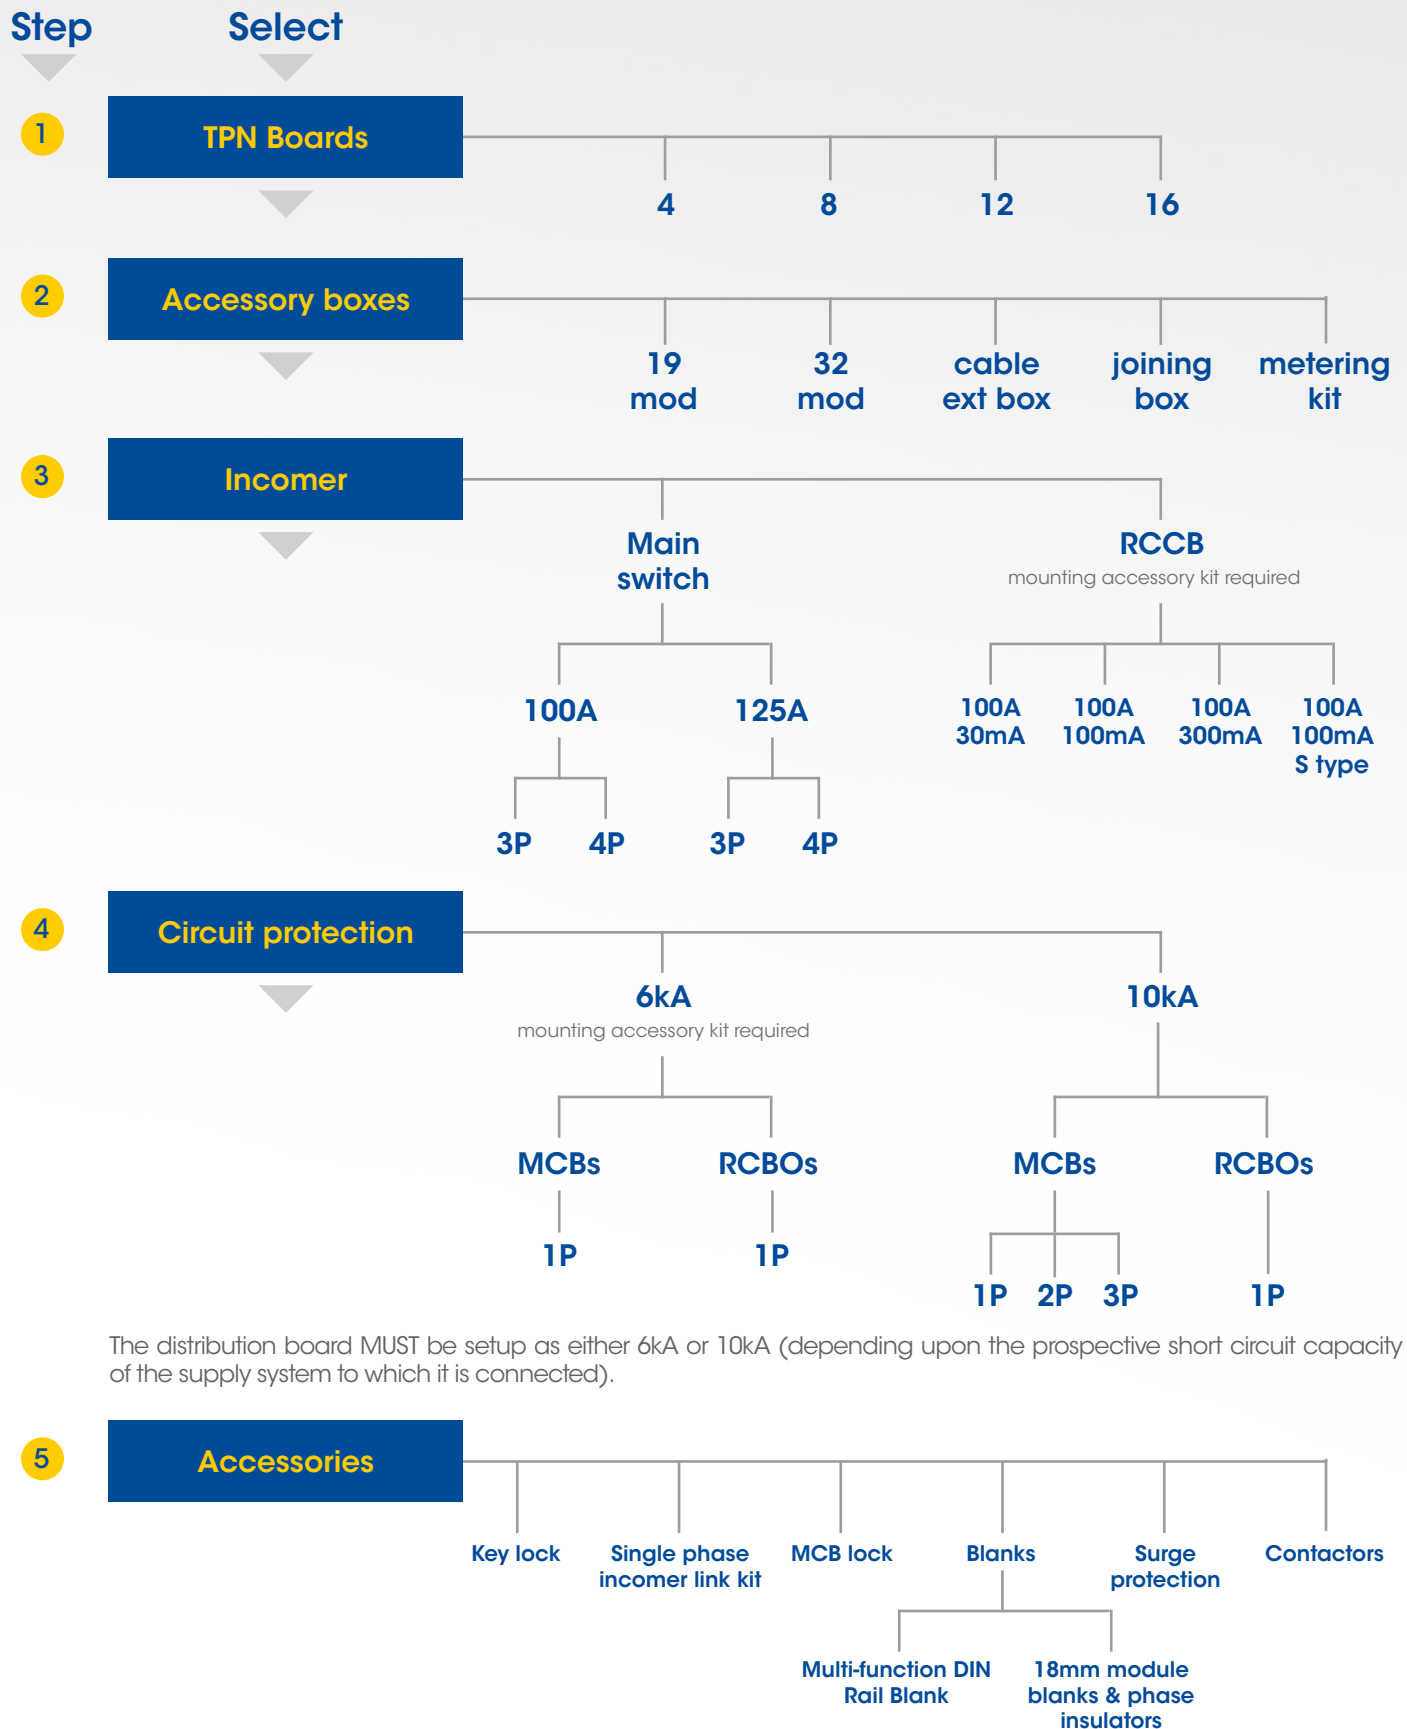 Step Select
1 TPN Boards
4 8 12 16
2 Accessory boxes
19 32 cable joining metering
mod mod ext box box kit
3 Incomer
Main RCCB
switch mounting accessory kit required
100A 125A 100A 100A 100A 100A
30mA 100mA 300mA 100mA
S type
3P 4P 3P 4P
4 Circuit protection
6kA 10kA
mounting accessory kit required
MCBs RCBOs MCBs RCBOs
1P 1P
1P 2P 3P 1P
The distribution board MUST be setup as either 6kA or 10kA (depending upon the prospective short circuit capacity
of the supply system to which it is connected).
5 Accessories
Key lock Single phase MCB lock Blanks Surge Contactors
incomer link kit protection
Multi-function DIN 18mm module
Rail Blank blanks & phase
insulators